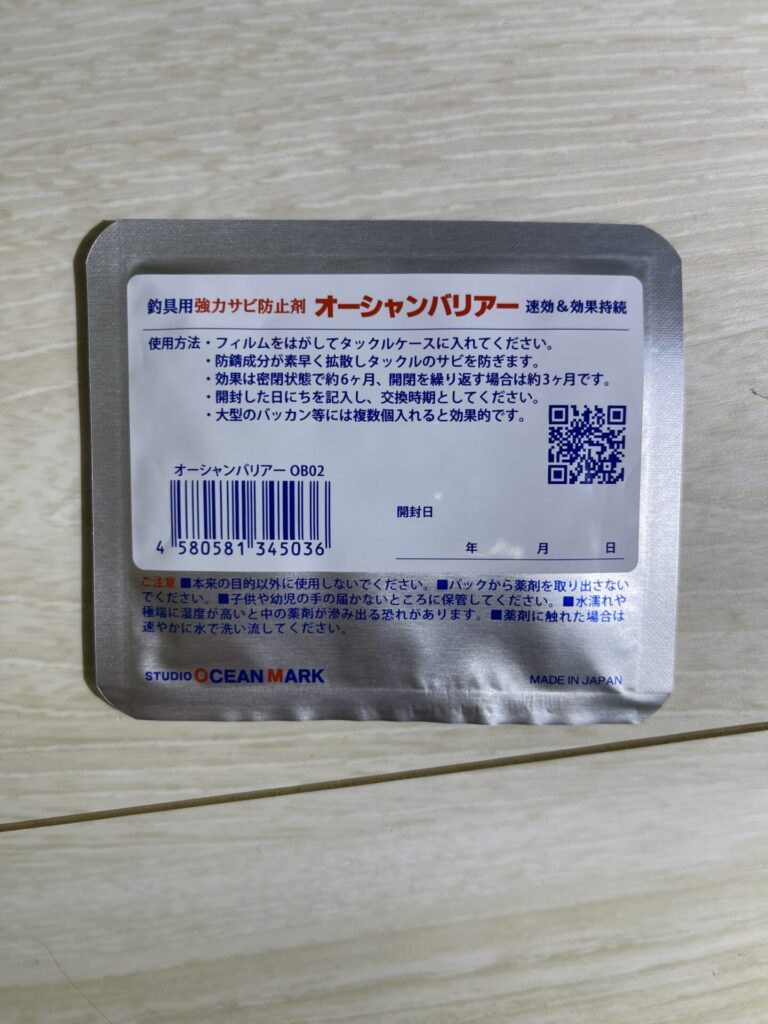 釣具用強力サビ防止剤 オーシャンバリアー 速効&効果持続
使用方法・フィルムをはがしてタックルケースに入れてください。
・防錆成分が素早く拡散しタックルのサビを防ぎます。
・効果は密閉状態で約6ヶ月、開閉を繰り返す場合は約3ヶ月です。
・開封した日にちを記入し、交換時期としてください。
・大型のバッカン等には複数個入れると効果的です。
オーシャンバリアー OB02
4 580581 345036
開封日
年 月 日
ご注意 ■本来の目的以外に使用しないでください。■パックから薬剤を取り出さない
でください。■子供や幼児の手の届かないところに保管してください。■水濡れや
極端に湿度が高いと中の薬剤が滲み出る恐れがあります。■薬剤に触れた場合は
速やかに水で洗い流してください。
STUDIO OCEAN MARK MADE IN JAPAN